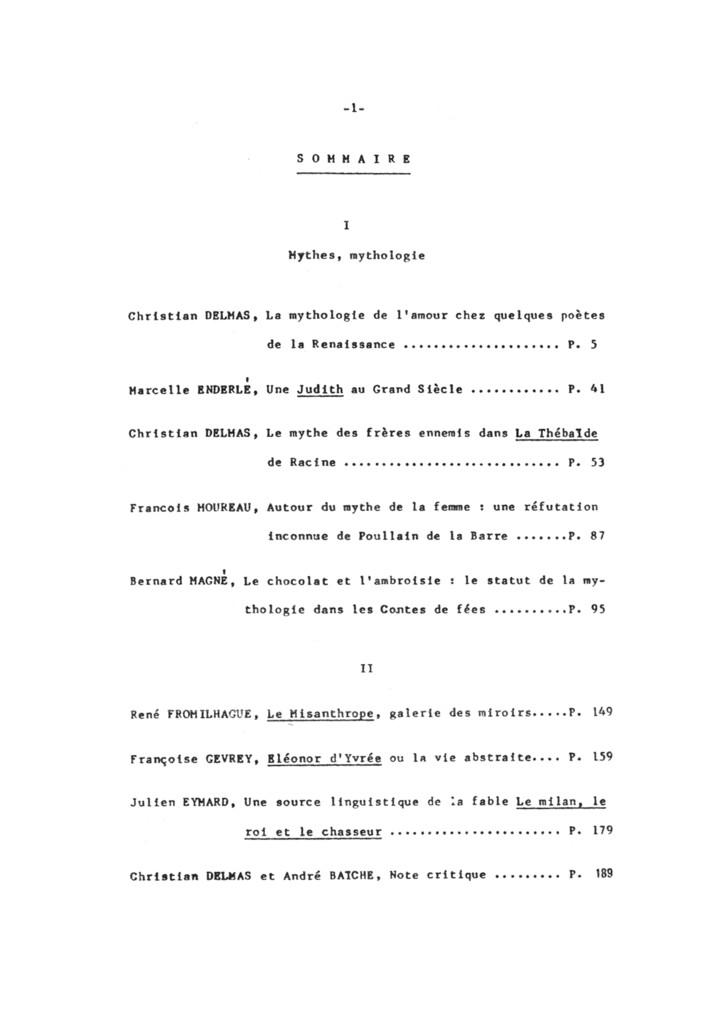 -1-
SOMMAIRE
I
Mythes, mythologie
Christian DELMAS, La mythologie de l'amour chez quelques poètes
de la Renaissance ..................... P. 5
Marcelle ENDERLÉ, Une Judith au Grand Siècle ............ P. 41
Christian DELMAS, Le mythe des frères ennemis dans La Thébaïde
de Racine ............................. P. 53
Francois MOUREAU, Autour du mythe de la femme : une réfutation
inconnue de Poullain de la Barre .......P. 87
Bernard MAGNÉ, Le chocolat et l'ambroisie : le statut de la my-
thologie dans les Contes de fées ..........P. 95
II
René FROMILHAGUE, Le Misanthrope, galerie des miroirs.....P. 149
Françoise GEVREY, Eléonor d'Yvrée ou la vie abstraite.... P. 159
Julien EYMARD, Une source linguistique de la fable Le milan, le
roi et le chasseur ....................... P. 179
Christian DELMAS et André BAÏCHE, Note critique ......... P. 189